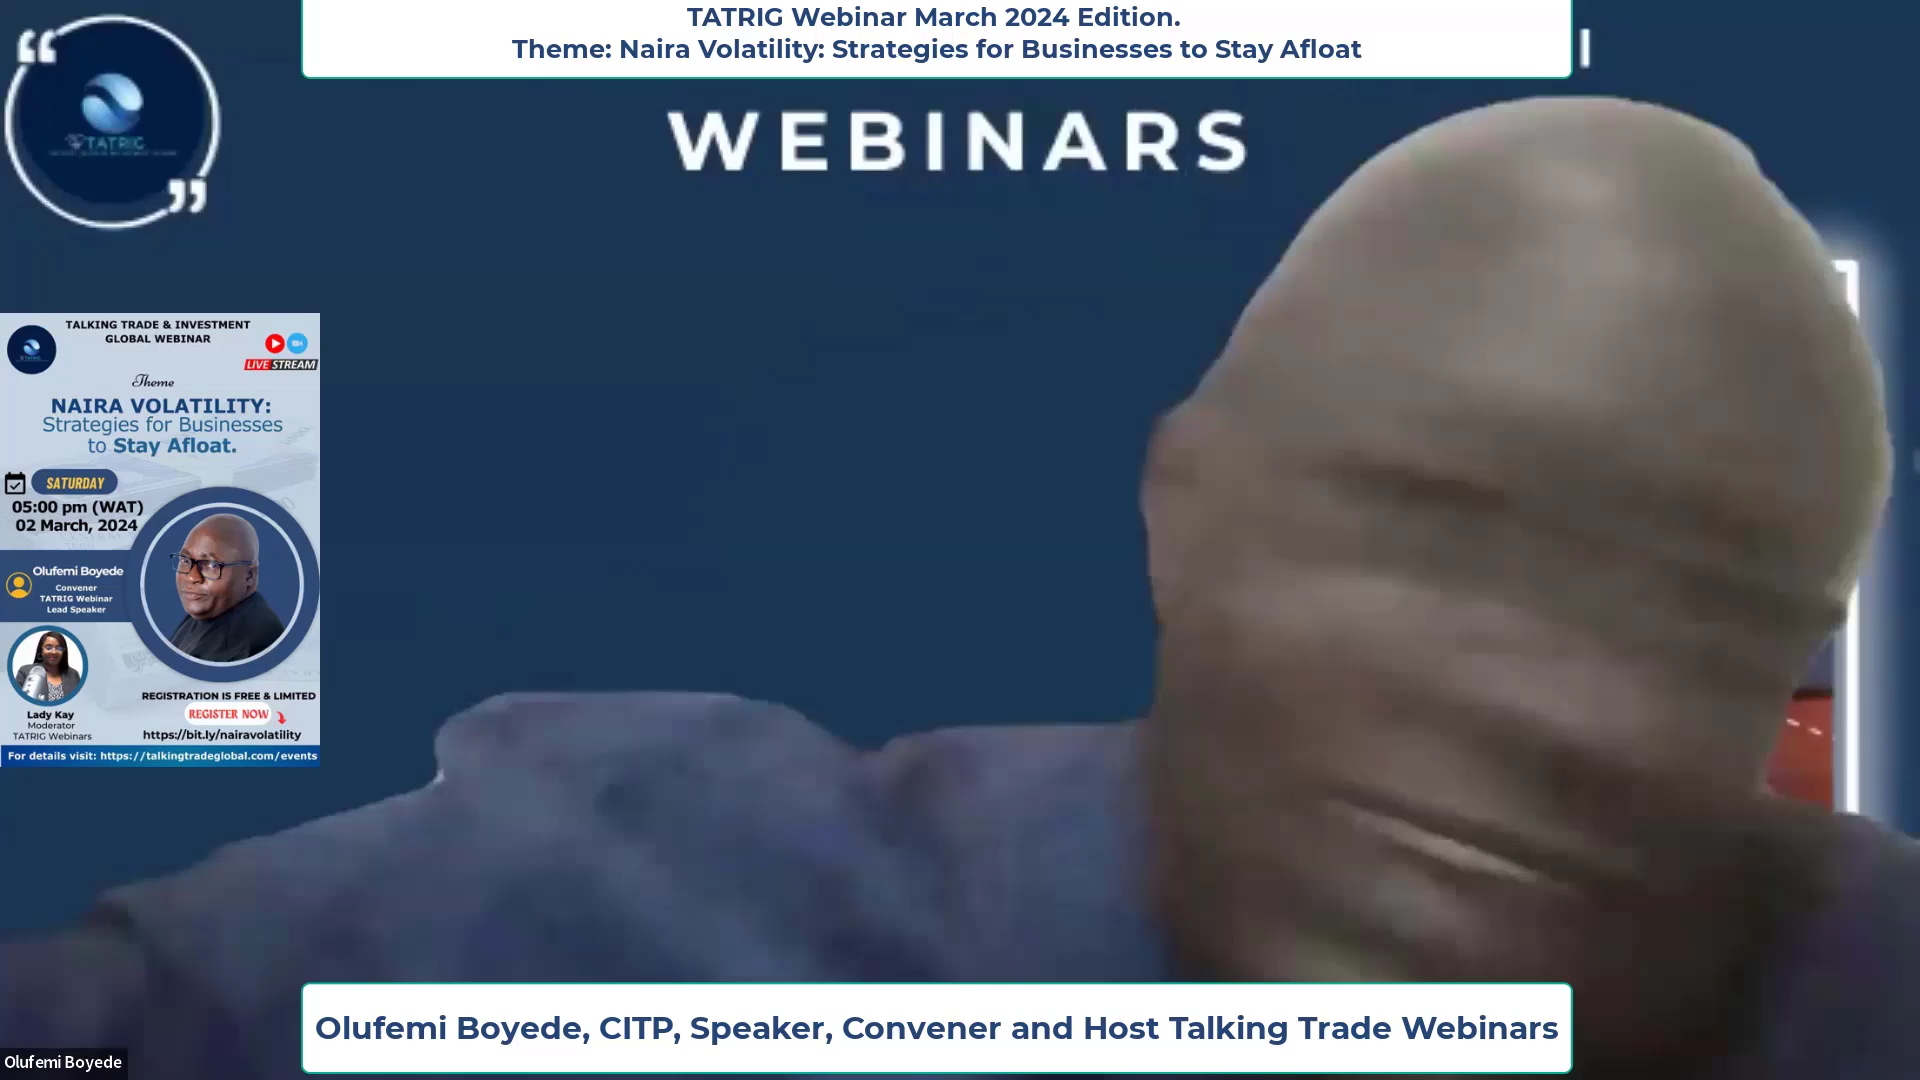 TATRIG Webinar March 2024 Edition.
Theme: Naira Volatility: Strategies for Businesses to Stay Afloat
WEBINARS
TATRIG
TALKING TRADE & INVESTMENT
GLOBAL WEBINAR
LIVE STREAM
Theme
NAIRA VOLATILITY:
Strategies for Businesses
to Stay Afloat.
SATURDAY
05:00 pm (WAT)
02 March, 2024
Olufemi Boyede
Convener
TATRIG Webinar
Lead Speaker
Lady Kay
Moderator
TATRIG Webinars
REGISTRATION IS FREE & LIMITED
REGISTER NOW
https://bit.ly/nairavolatility
For details visit: https://talkingtradeglobal.com/events
Olufemi Boyede, CITP, Speaker, Convener and Host Talking Trade Webinars
Olufemi Boyede